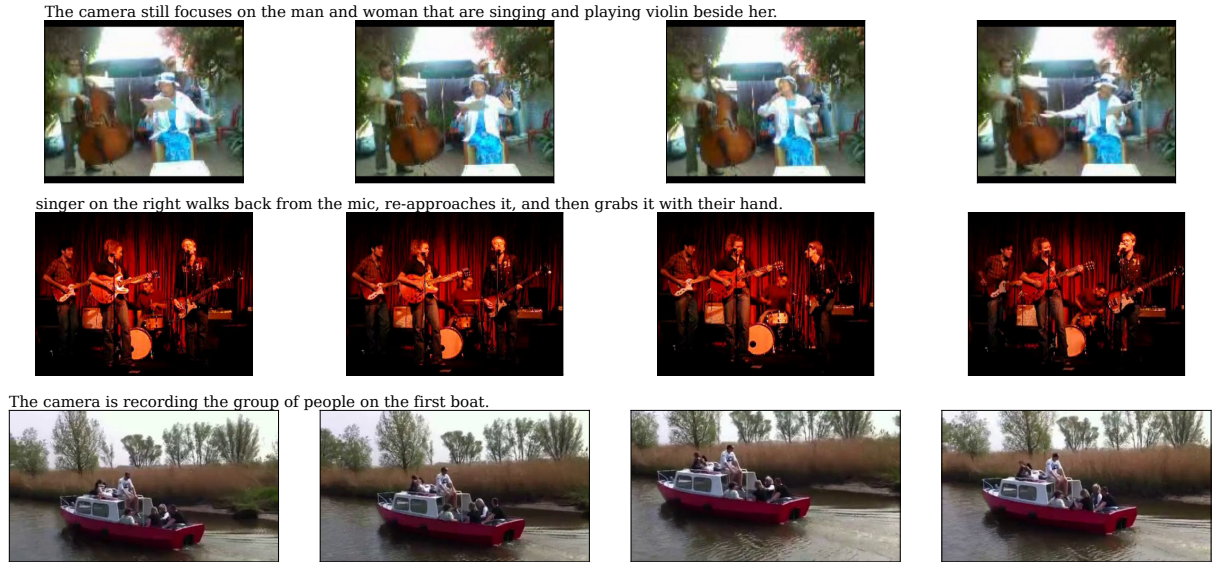 The camera still focuses on the man and woman that are singing and playing violin beside her.
singer on the right walks back from the mic, re-approaches it, and then grabs it with their hand.
The camera is recording the group of people on the first boat.